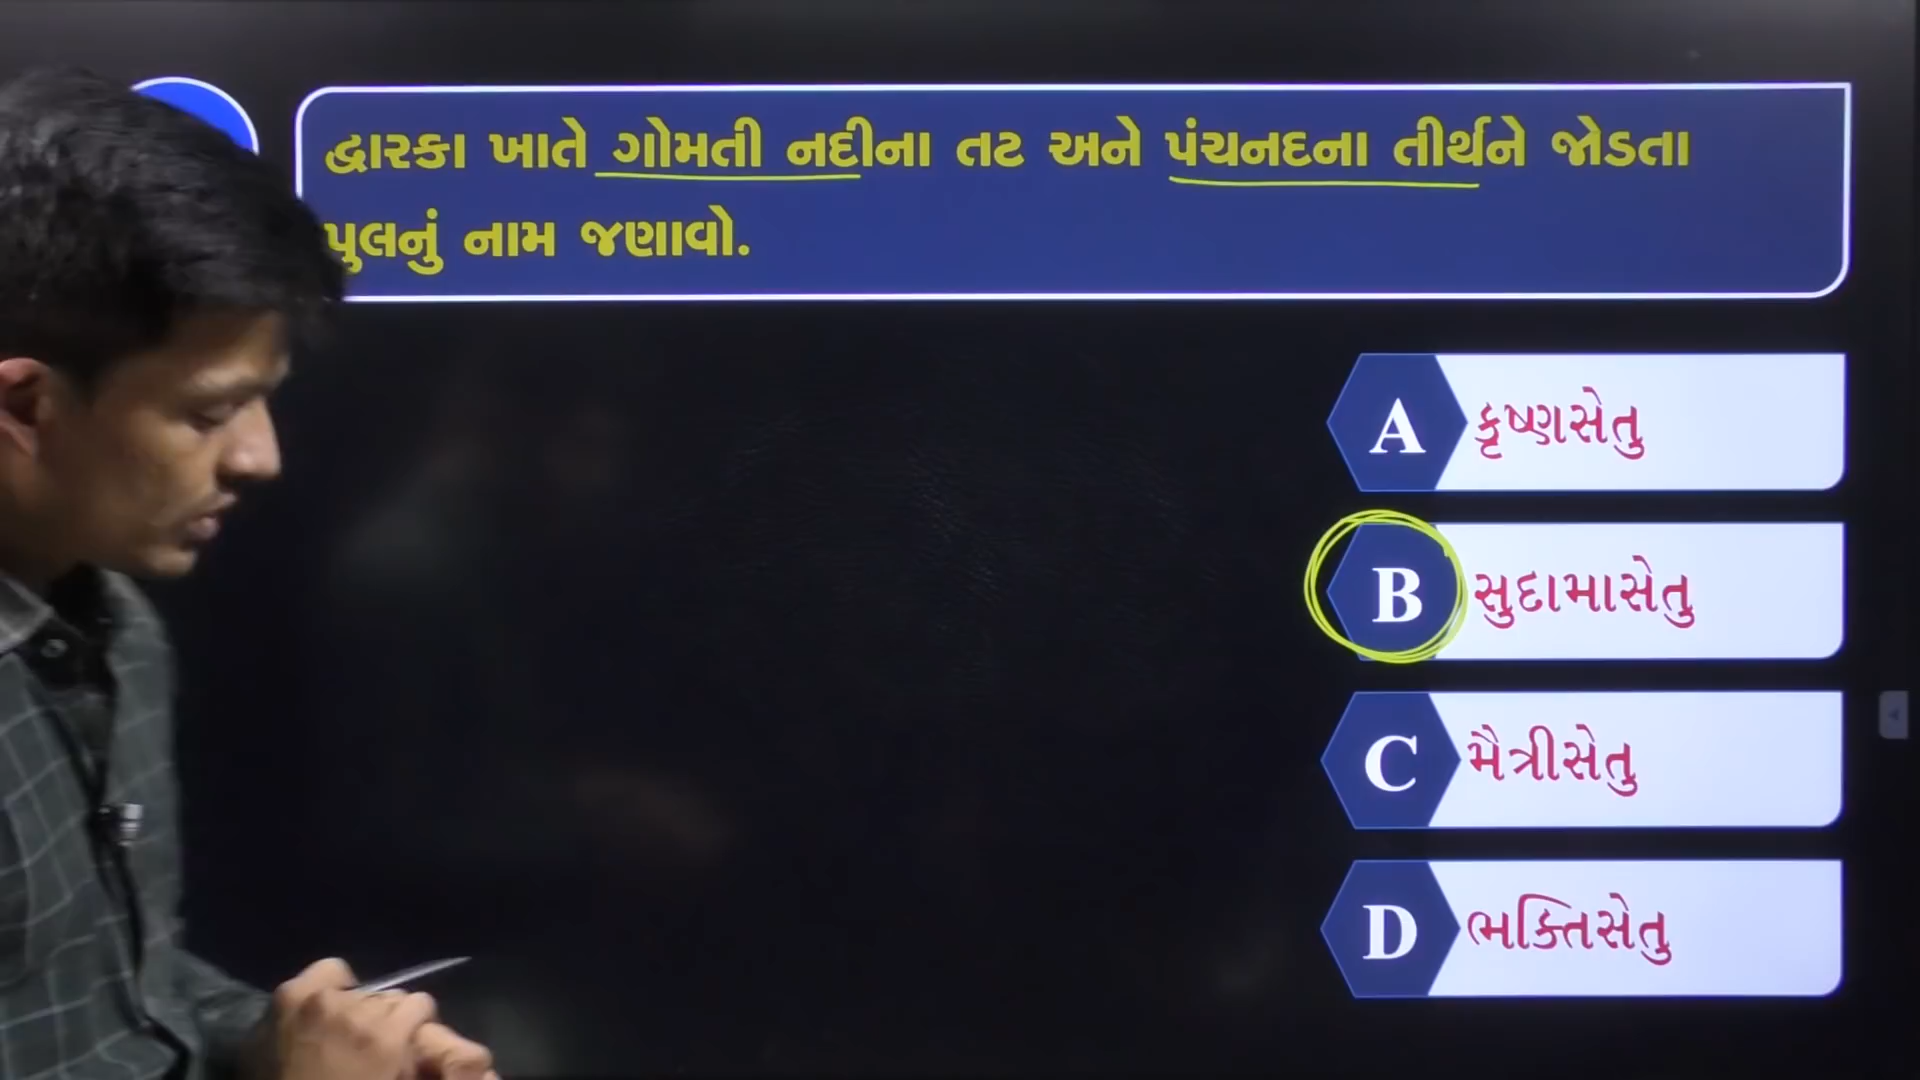 દ્વારકા ખાતે ગોમતી નદીના તટ અને પંચનદના તીર્થને જોડતા
પુલનું નામ જણાવો.
A કૃષ્ણસેતુ
B સુદામાસેતુ
C મૈત્રીસેતુ
D ભક્તિસેતુ